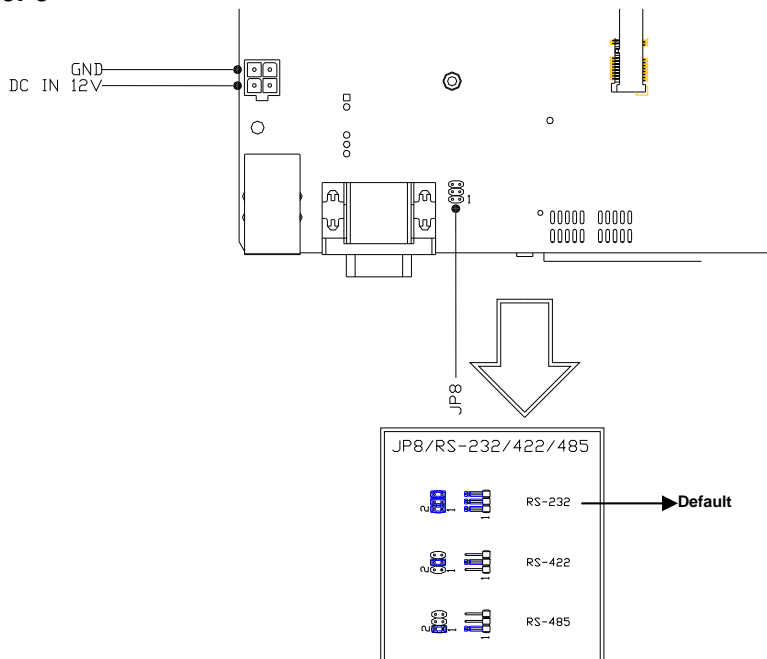 GND
DC IN 12V
1
JP8
JP8/RS-232/422/485
2 1 1 RS-232 Default
2 1 1 RS-422
2 1 1 RS-485